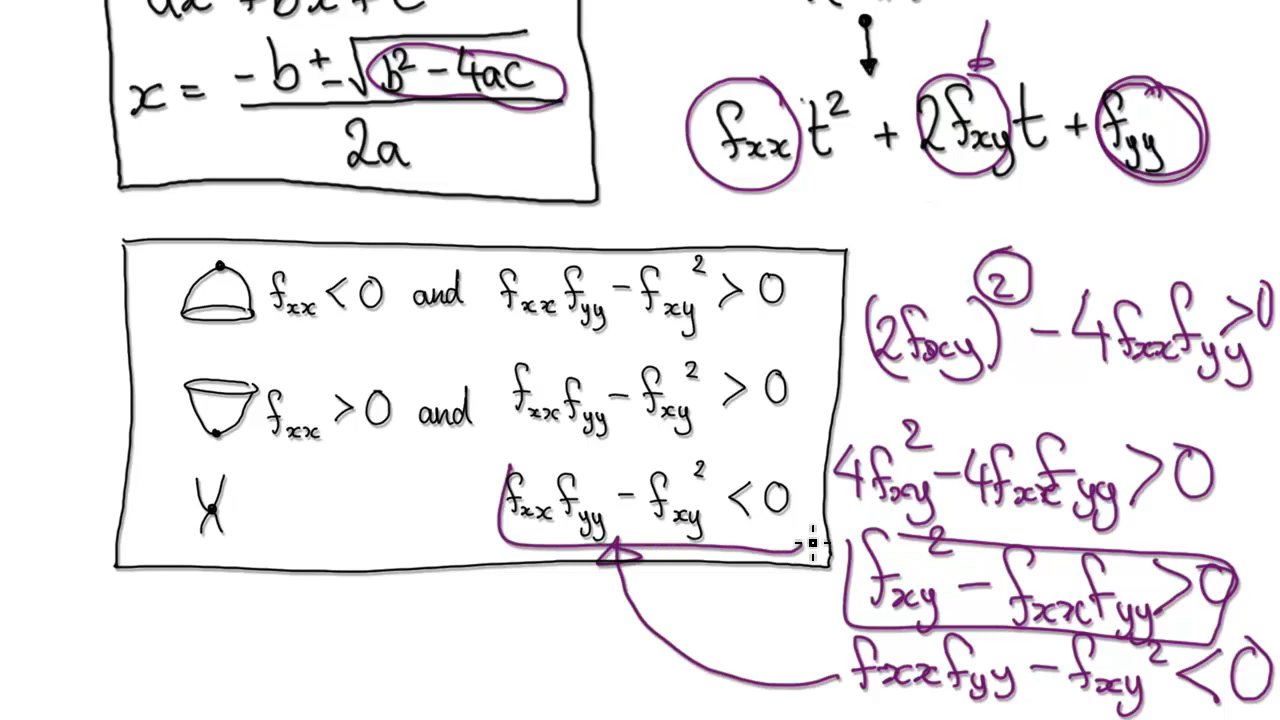 ax² + bx + c
x = (-b ± √(b² - 4ac)) / 2a
f_xx t² + 2f_xy t + f_yy
f_xx < 0 and f_xx f_yy - f_xy² > 0
f_xx > 0 and f_xx f_yy - f_xy² > 0
f_xx f_yy - f_xy² < 0
(2f_xy)² - 4f_xx f_yy > 0
4f_xy² - 4f_xx f_yy > 0
f_xy² - f_xx f_yy > 0
f_xx f_yy - f_xy² < 0